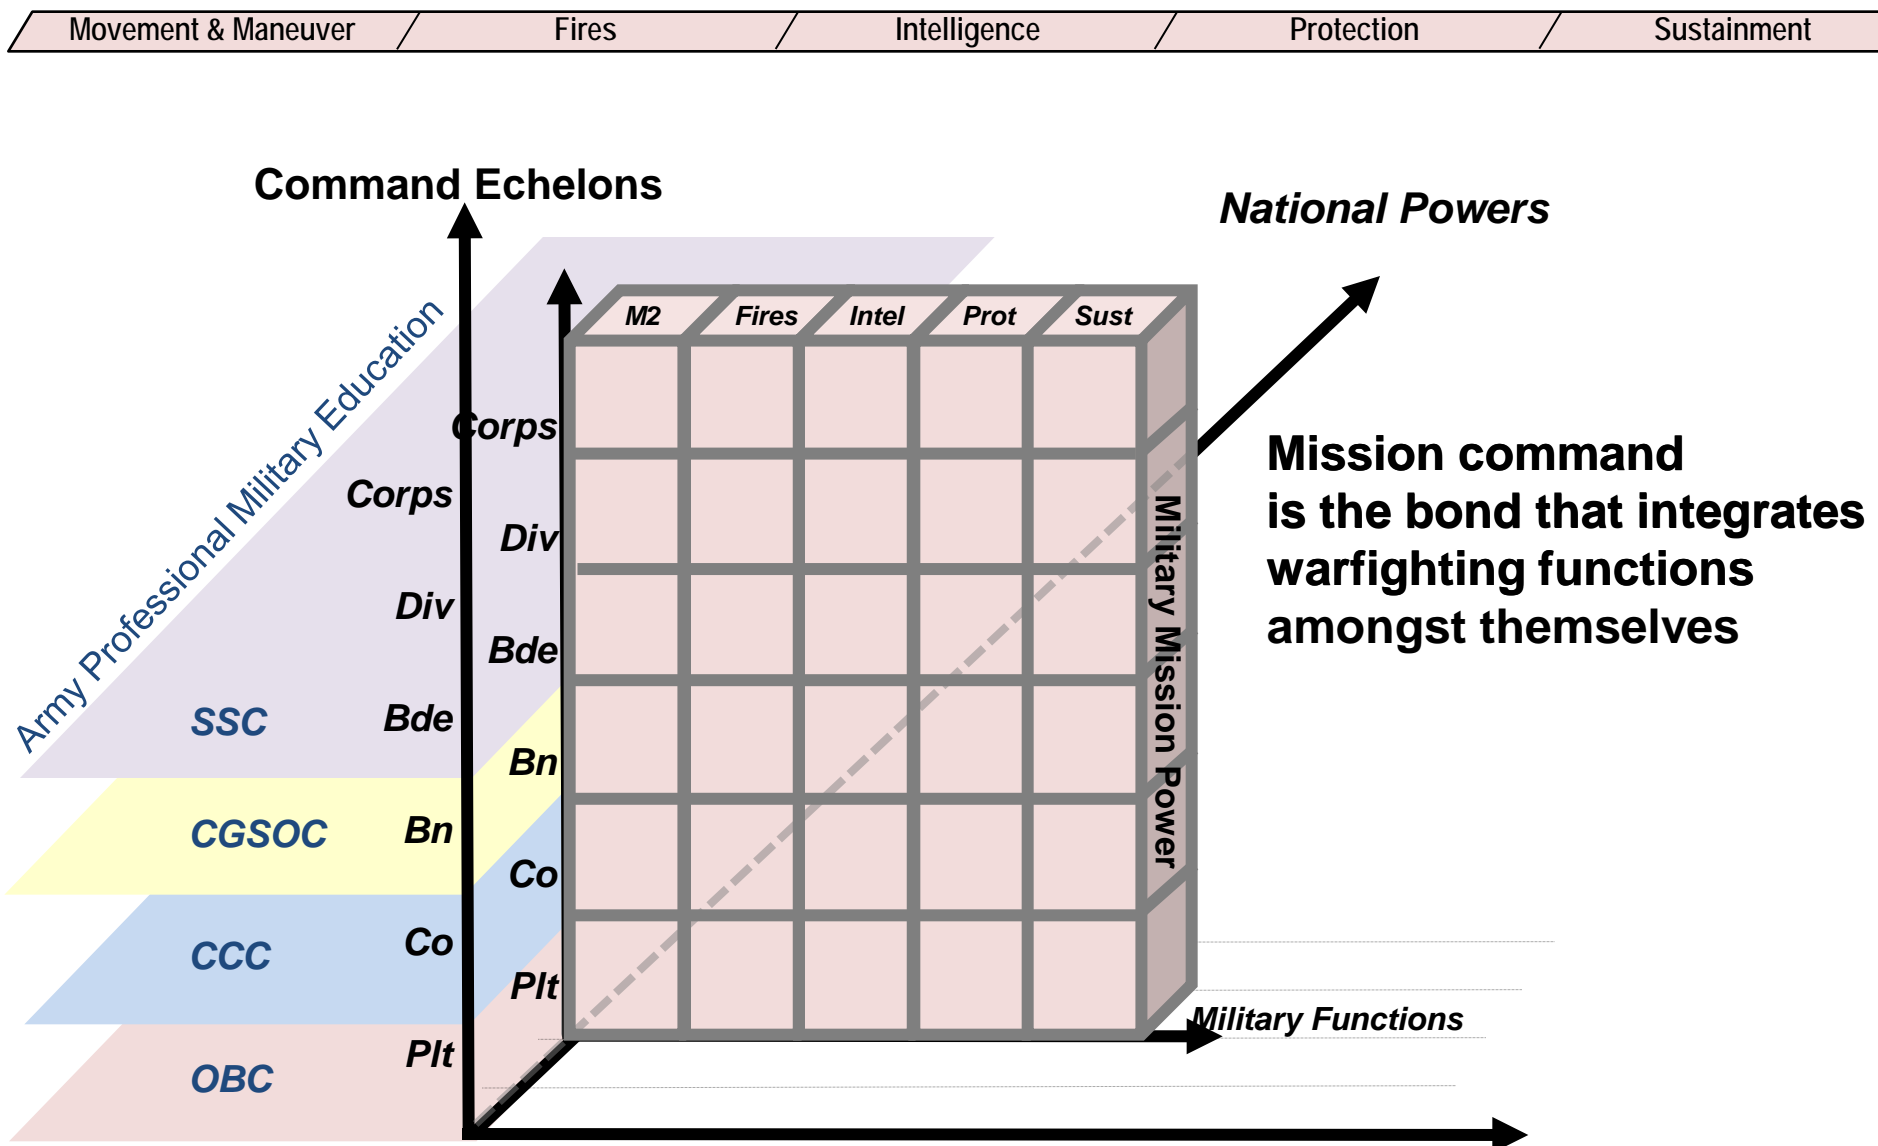 Movement & Maneuver
Fires
Intelligence
Protection
Sustainment
Command Echelons
National Powers
Army Professional Military Education
M2
Fires
Intel
Prot
Sust
Corps
Div
Bde
Bn
Co
Plt
Corps
Div
Bde
Bn
Co
Plt
SSC
CGSOC
CCC
OBC
Military Mission Power
Mission command
is the bond that integrates
warfighting functions
amongst themselves
Military Functions